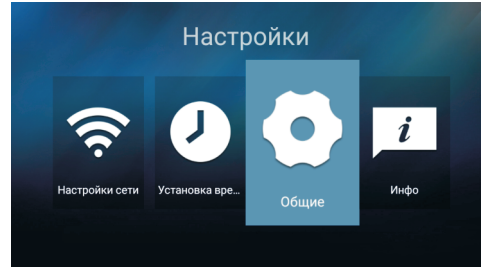 Настройки
Настройки сети
Установка вре...
Общие
Инфо